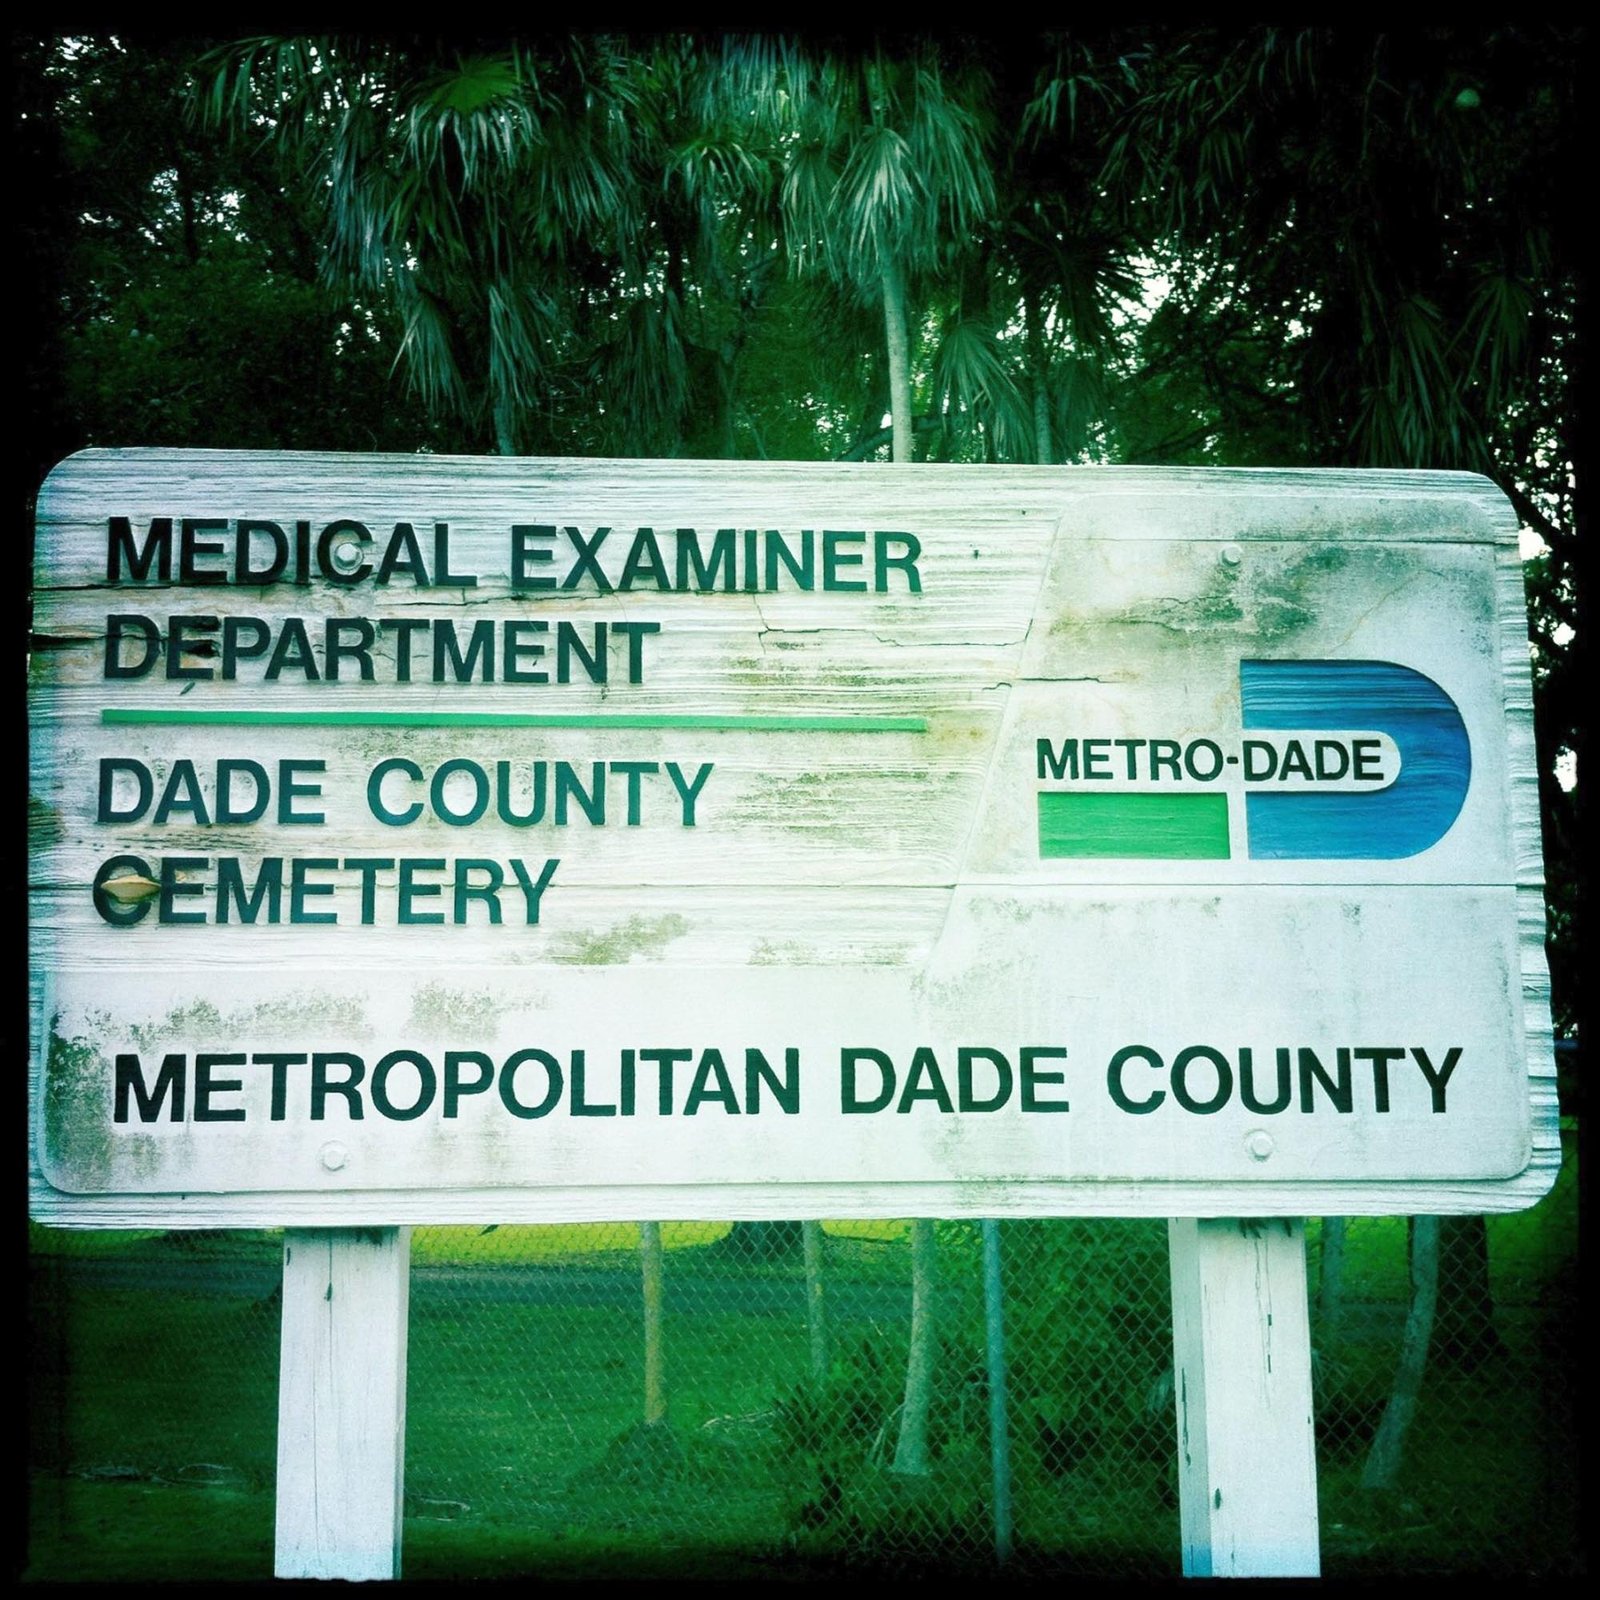 MEDICAL EXAMINER
DEPARTMENT
DADE COUNTY
CEMETERY
METRO-DADE
METROPOLITAN DADE COUNTY